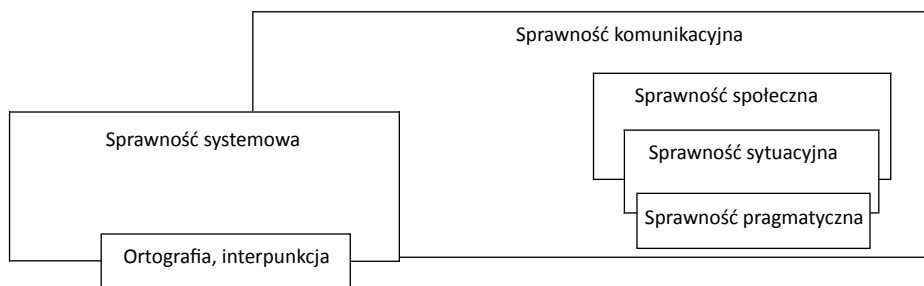 Sprawność komunikacyjna
Sprawność społeczna
Sprawność systemowa
Sprawność sytuacyjna
Sprawność pragmatyczna
Ortografia, interpunkcja